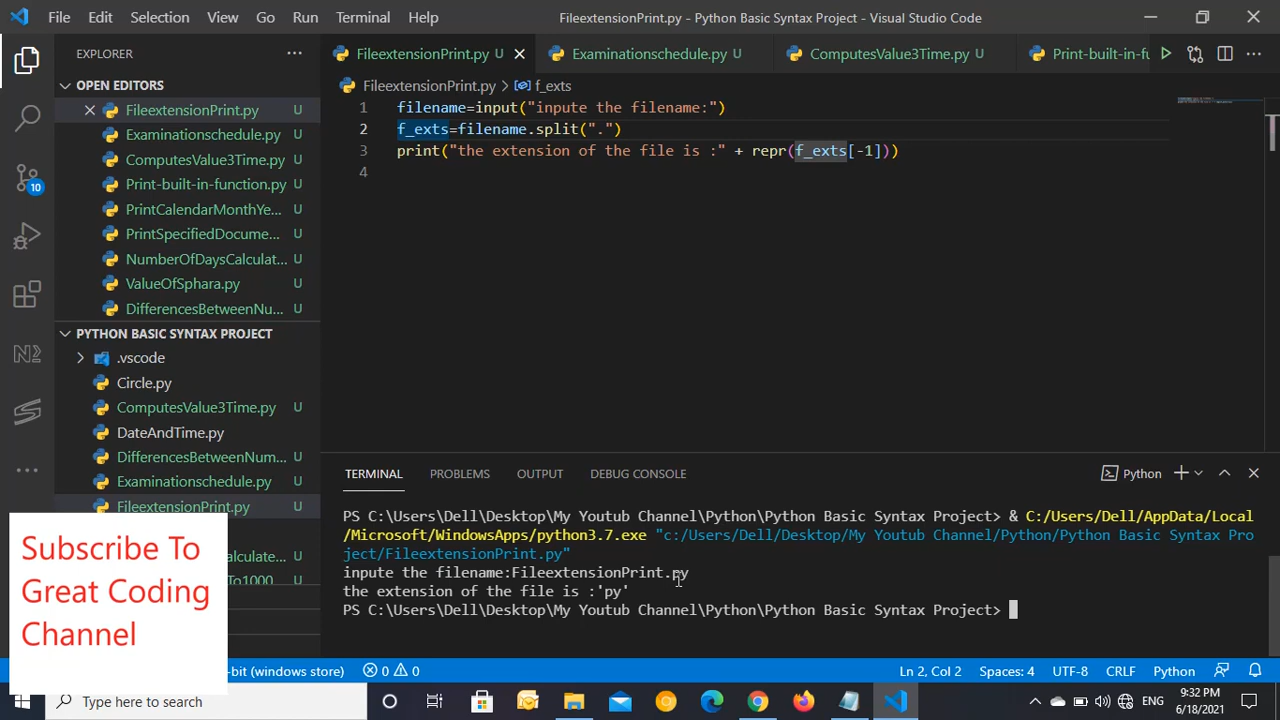 File Edit Selection View Go Run Terminal Help FileextensionPrint.py - Python Basic Syntax Project - Visual Studio Code
EXPLORER
OPEN EDITORS
FileextensionPrint.py U
Examinationschedule.py U
ComputesValue3Time.py U
Print-built-in-function.py U
PrintCalendarMonthYe... U
PrintSpecifiedDocume... U
NumberOfDaysCalculat... U
ValueOfSphara.py U
DifferencesBetweenNu... U
PYTHON BASIC SYNTAX PROJECT
.vscode
Circle.py
ComputesValue3Time.py U
DateAndTime.py
DifferencesBetweenNum... U
Examinationschedule.py U
FileextensionPrint.py U
alculate... U
To1000 U
10
FileextensionPrint.py U Examinationschedule.py U ComputesValue3Time.py U Print-built-in-fu
FileextensionPrint.py > f_exts
1 filename=input("inpute the filename:")
2 f_exts=filename.split(".")
3 print("the extension of the file is :" + repr(f_exts[-1]))
4
TERMINAL PROBLEMS OUTPUT DEBUG CONSOLE Python
PS C:\Users\Dell\Desktop\My Youtub Channel\Python\Python Basic Syntax Project> & C:/Users/Dell/AppData/Local
/Microsoft/WindowsApps/python3.7.exe "c:/Users/Dell/Desktop/My Youtub Channel/Python/Python Basic Syntax Pro
ject/FileextensionPrint.py"
inpute the filename:FileextensionPrint.py
the extension of the file is :'py'
PS C:\Users\Dell\Desktop\My Youtub Channel\Python\Python Basic Syntax Project>
Subscribe To
Great Coding
Channel
-bit (windows store) 0 0 Ln 2, Col 2 Spaces: 4 UTF-8 CRLF Python
Type here to search ENG 9:32 PM
6/18/2021